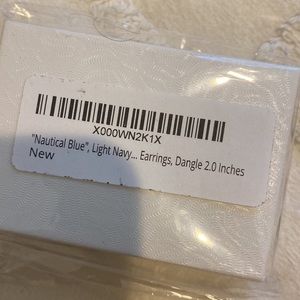 X000WN2K1X
"Nautical Blue", Light Navy... Earrings, Dangle 2.0 Inches
New